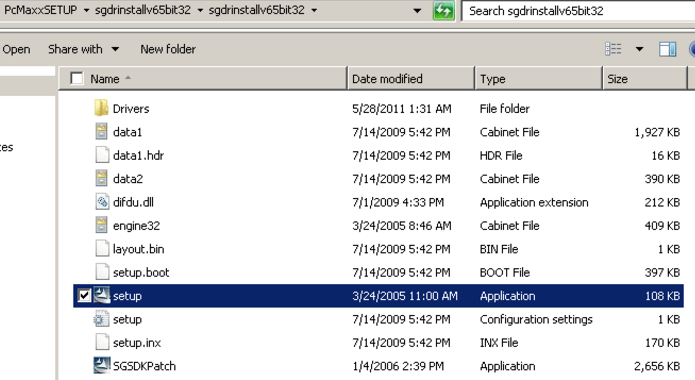 PcMaxxSETUP ▾ sgdrinstallv65bit32 ▾ sgdrinstallv65bit32 ▾ Search sgdrinstallv65bit32
Open Share with ▾ New folder
Name Date modified Type Size
Drivers 5/28/2011 1:31 AM File folder
data1 7/14/2009 5:42 PM Cabinet File 1,927 KB
data1.hdr 7/14/2009 5:42 PM HDR File 16 KB
data2 7/14/2009 5:42 PM Cabinet File 390 KB
difdu.dll 7/1/2009 4:33 PM Application extension 212 KB
engine32 3/24/2005 8:46 AM Cabinet File 409 KB
layout.bin 7/14/2009 5:42 PM BIN File 1 KB
setup.boot 7/14/2009 5:42 PM BOOT File 397 KB
setup 3/24/2005 11:00 AM Application 108 KB
setup 7/14/2009 5:42 PM Configuration settings 1 KB
setup.inx 7/14/2009 5:42 PM INX File 170 KB
SGSDKPatch 1/4/2006 2:39 PM Application 2,656 KB